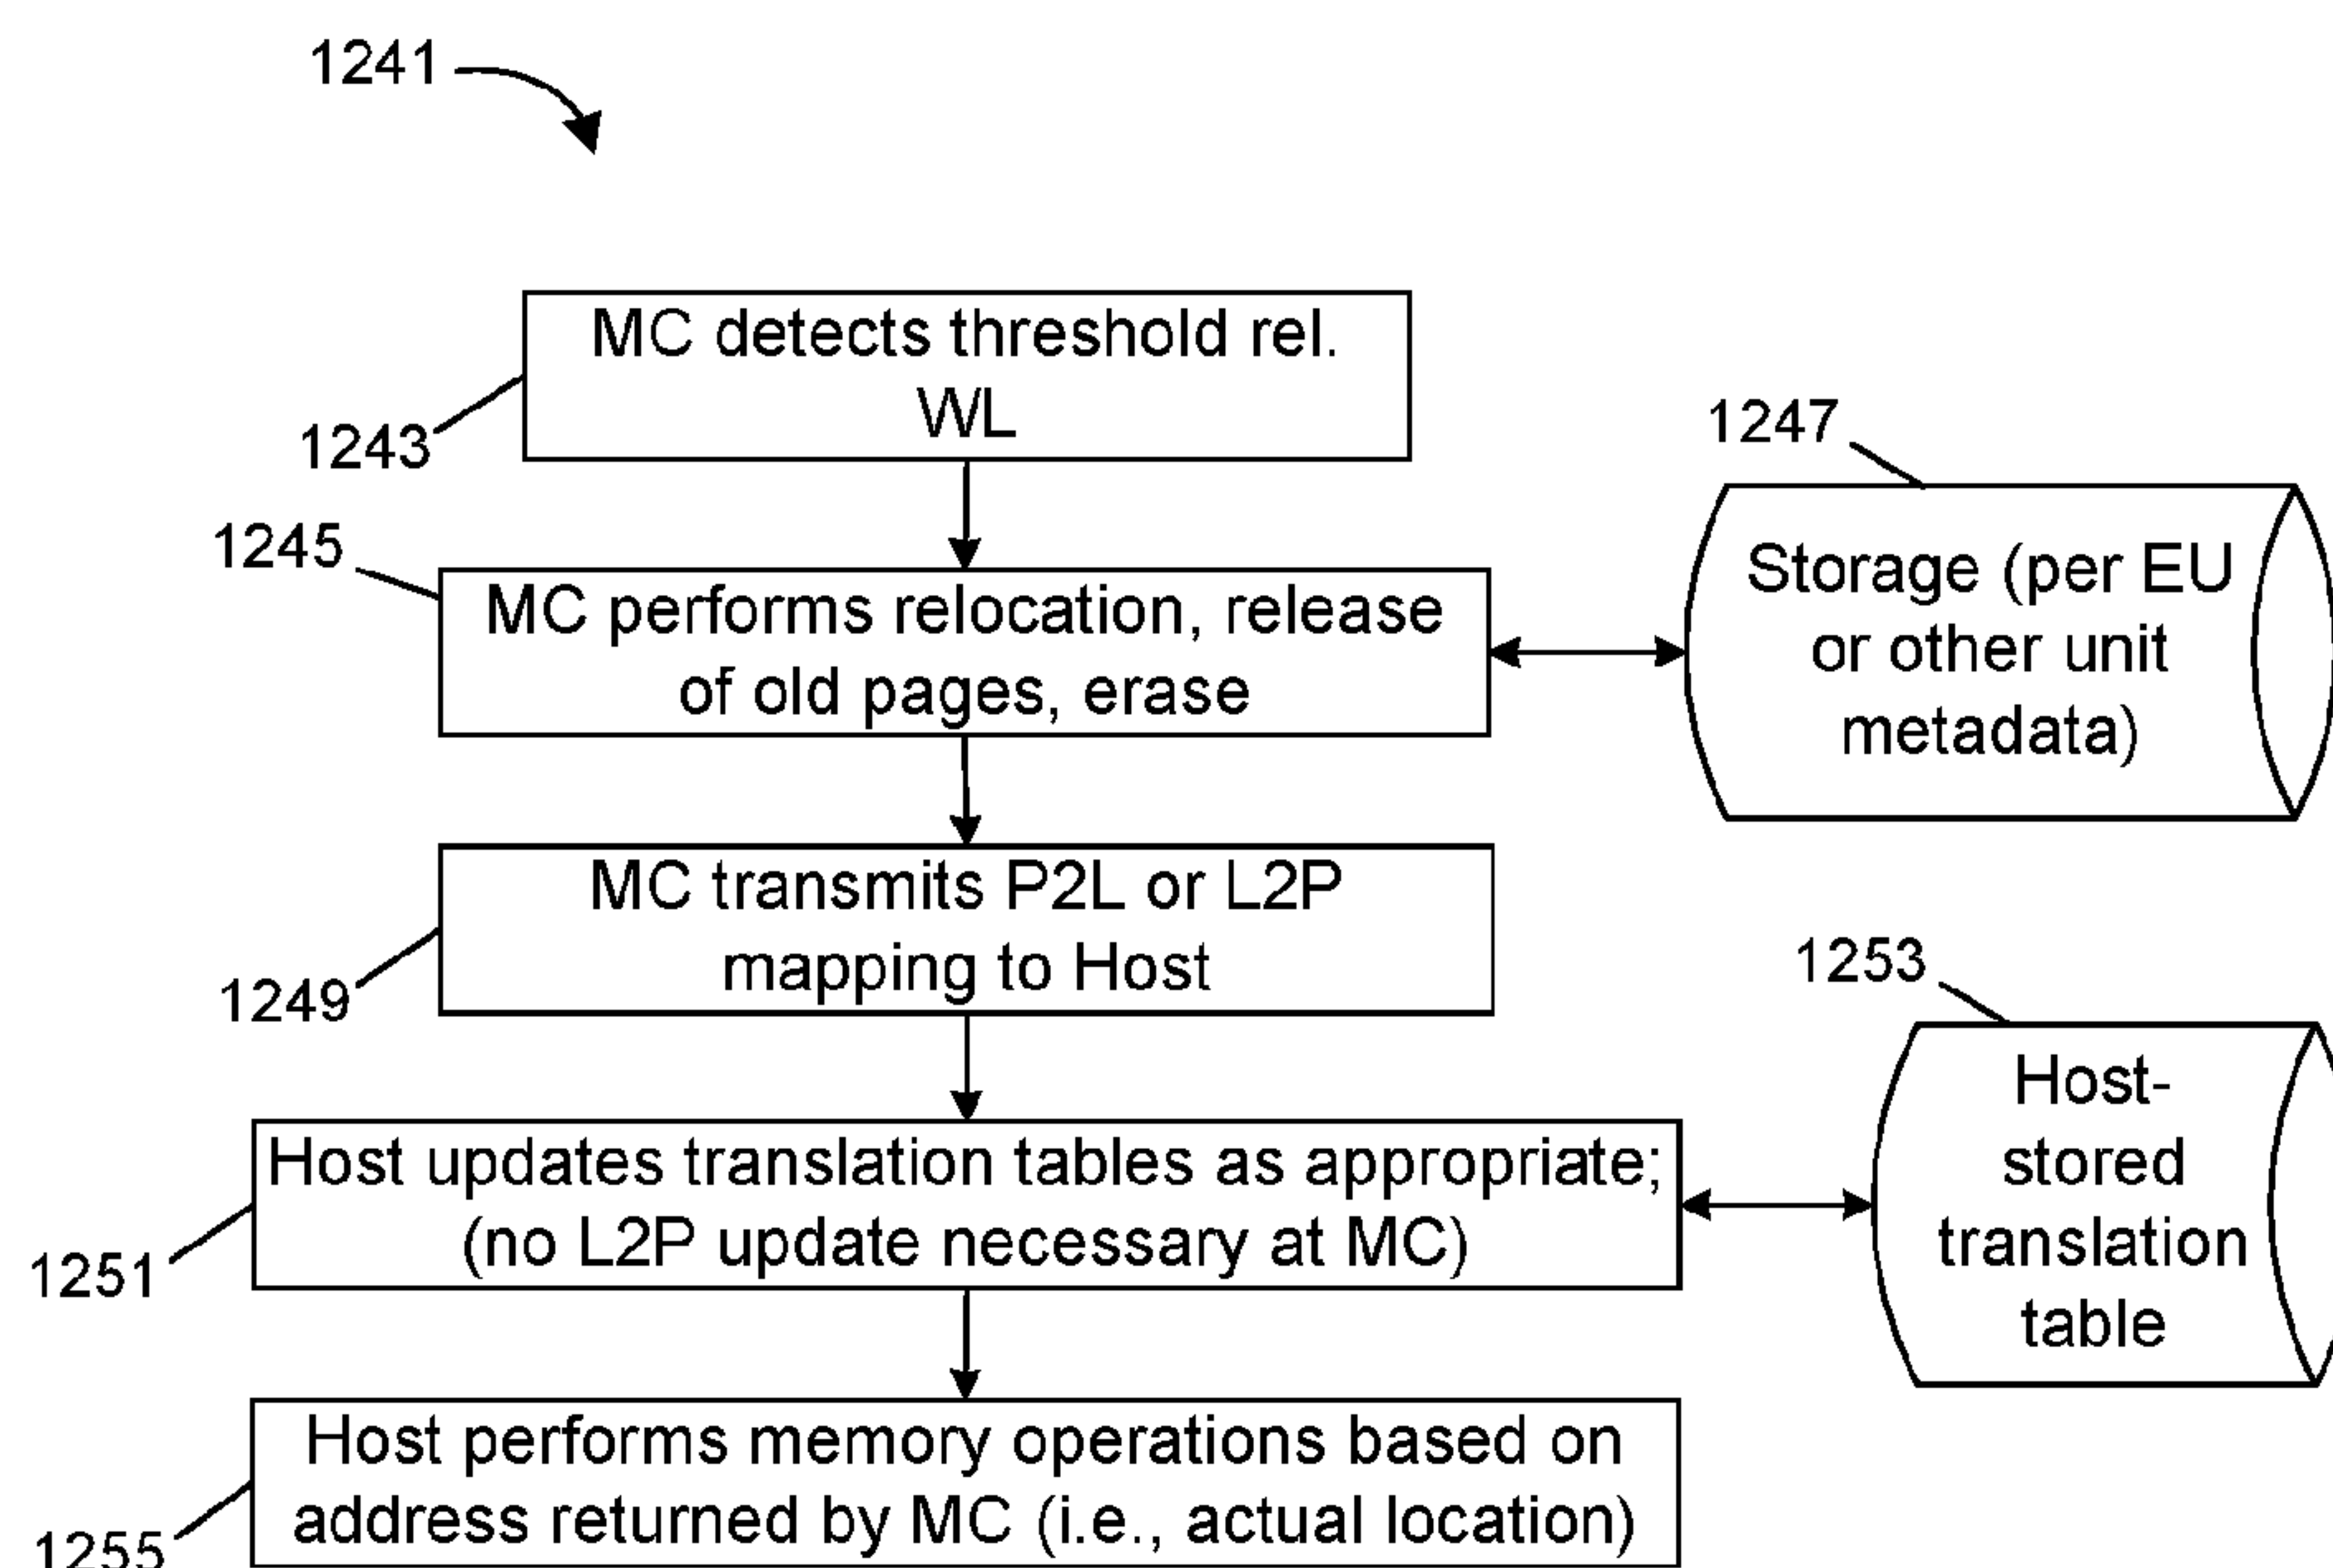 1241
MC detects threshold rel.
WL
1243
1247
1245
MC performs relocation, release
of old pages, erase
Storage (per EU
or other unit
metadata)
MC transmits P2L or L2P
mapping to Host
1249
1253
Host updates translation tables as appropriate;
(no L2P update necessary at MC)
1251
Host-
stored
translation
table
Host performs memory operations based on
address returned by MC (i.e., actual location)
1255